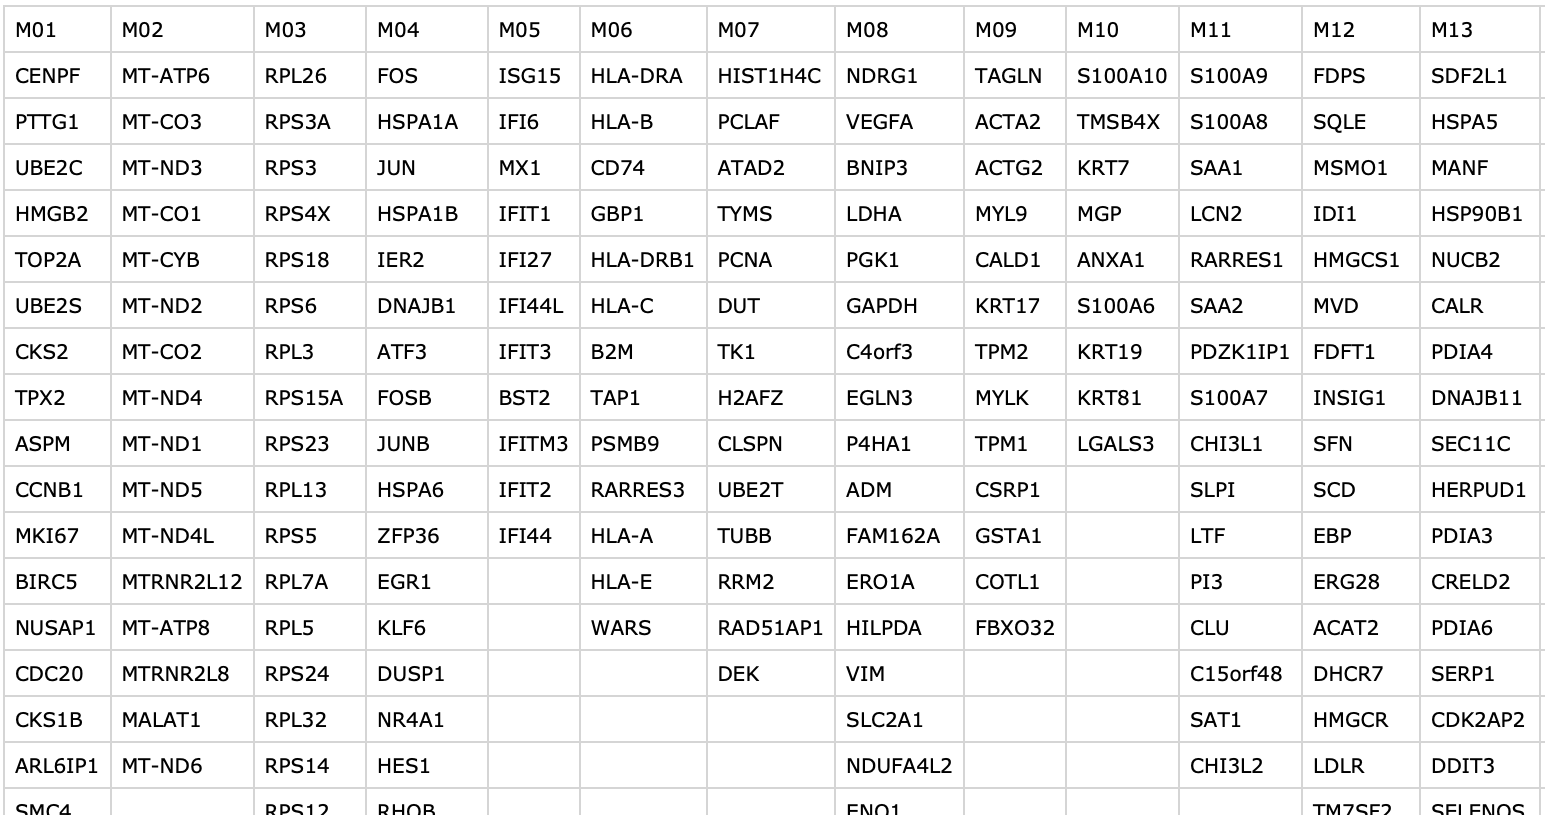 M01 M02 M03 M04 M05 M06 M07 M08 M09 M10 M11 M12 M13
CENPF MT-ATP6 RPL26 FOS ISG15 HLA-DRA HIST1H4C NDRG1 TAGLN S100A10 S100A9 FDPS SDF2L1
PTTG1 MT-CO3 RPS3A HSPA1A IFI6 HLA-B PCLAF VEGFA ACTA2 TMSB4X S100A8 SQLE HSPA5
UBE2C MT-ND3 RPS3 JUN MX1 CD74 ATAD2 BNIP3 ACTG2 KRT7 SAA1 MSMO1 MANF
HMGB2 MT-CO1 RPS4X HSPA1B IFIT1 GBP1 TYMS LDHA MYL9 MGP LCN2 IDI1 HSP90B1
TOP2A MT-CYB RPS18 IER2 IFI27 HLA-DRB1 PCNA PGK1 CALD1 ANXA1 RARRES1 HMGCS1 NUCB2
UBE2S MT-ND2 RPS6 DNAJB1 IFI44L HLA-C DUT GAPDH KRT17 S100A6 SAA2 MVD CALR
CKS2 MT-CO2 RPL3 ATF3 IFIT3 B2M TK1 C4orf3 TPM2 KRT19 PDZK1IP1 FDFT1 PDIA4
TPX2 MT-ND4 RPS15A FOSB BST2 TAP1 H2AFZ EGLN3 MYLK KRT81 S100A7 INSIG1 DNAJB11
ASPM MT-ND1 RPS23 JUNB IFITM3 PSMB9 CLSPN P4HA1 TPM1 LGALS3 CHI3L1 SFN SEC11C
CCNB1 MT-ND5 RPL13 HSPA6 IFIT2 RARRES3 UBE2T ADM CSRP1 SLPI SCD HERPUD1
MKI67 MT-ND4L RPS5 ZFP36 IFI44 HLA-A TUBB FAM162A GSTA1 LTF EBP PDIA3
BIRC5 MTRNR2L12 RPL7A EGR1 HLA-E RRM2 ERO1A COTL1 PI3 ERG28 CRELD2
NUSAP1 MT-ATP8 RPL5 KLF6 WARS RAD51AP1 HILPDA FBXO32 CLU ACAT2 PDIA6
CDC20 MTRNR2L8 RPS24 DUSP1 DEK VIM C15orf48 DHCR7 SERP1
CKS1B MALAT1 RPL32 NR4A1 SLC2A1 SAT1 HMGCR CDK2AP2
ARL6IP1 MT-ND6 RPS14 HES1 NDUFA4L2 CHI3L2 LDLR DDIT3
SMC4 RPS12 RHOB ENO1 TM7SF2 SELENOS